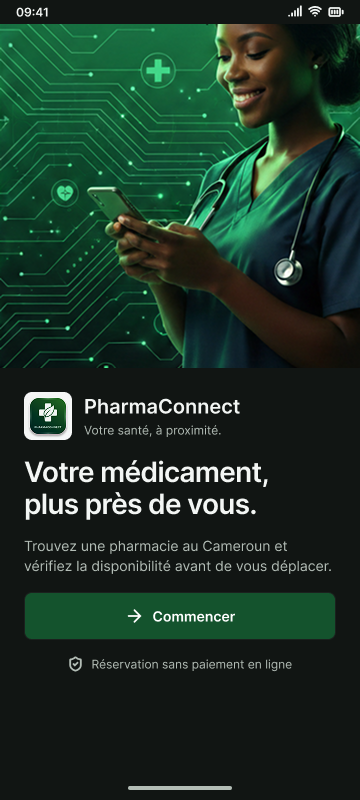 09:41
PHARMACONNECT
PharmaConnect
Votre santé, à proximité.
Votre médicament,
plus près de vous.
Trouvez une pharmacie au Cameroun et
vérifiez la disponibilité avant de vous déplacer.
Commencer
Réservation sans paiement en ligne